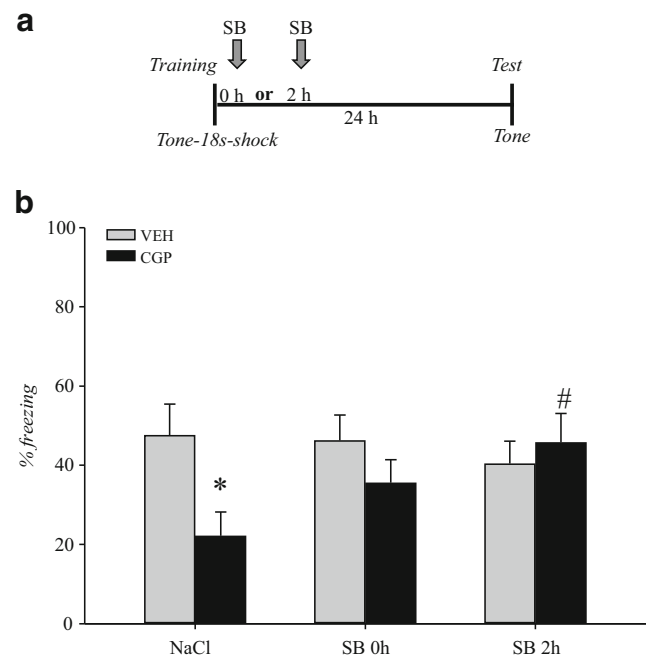 a
SB SB
Training Test
0 h or 2 h
24 h
Tone-18s-shock Tone
b
100
VEH
CGP
80
60
#
40
*
20
0
% freezing
NaCl SB 0h SB 2h